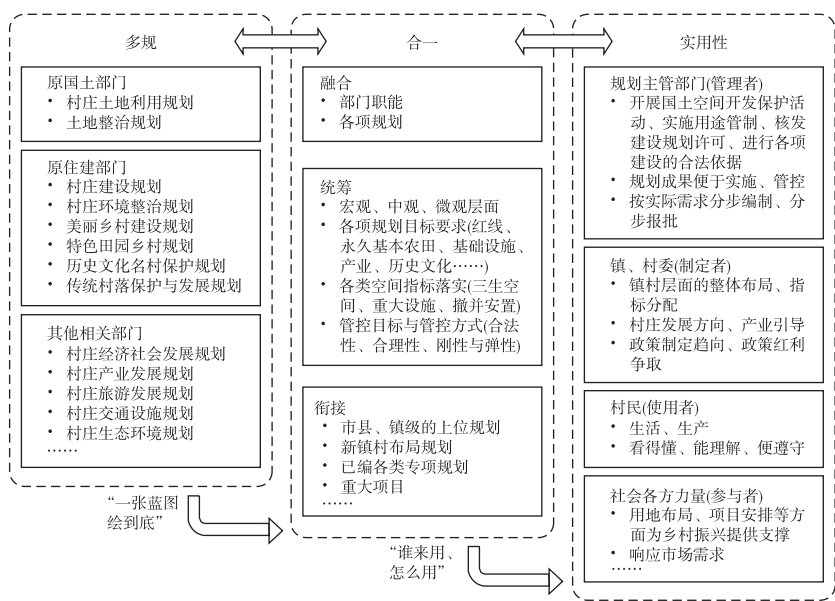 多规
原国土部门
• 村庄土地利用规划
• 土地整治规划
原住建部门
• 村庄建设规划
• 村庄环境整治规划
• 美丽乡村建设规划
• 特色田园乡村规划
• 历史文化名村保护规划
• 传统村落保护与发展规划
其他相关部门
• 村庄经济社会发展规划
• 村庄产业发展规划
• 村庄旅游发展规划
• 村庄交通设施规划
• 村庄生态环境规划
……
“一张蓝图
绘到底”
合一
融合
• 部门职能
• 各项规划
统筹
• 宏观、中观、微观层面
• 各项规划目标要求(红线、
永久基本农田、基础设施、
产业、历史文化……)
• 各类空间指标落实(三生空
间、重大设施、撤并安置)
• 管控目标与管控方式(合法
性、合理性、刚性与弹性)
衔接
• 市县、镇级的上位规划
• 新镇村布局规划
• 已编各类专项规划
• 重大项目
……
“谁来用、
怎么用”
实用性
规划主管部门(管理者)
• 开展国土空间开发保护活
动、实施用途管制、核发
建设规划许可、进行各项
建设的合法依据
• 规划成果便于实施、管控
• 按实际需求分步编制、分
步报批
镇、村委(制定者)
• 镇村层面的整体布局、指
标分配
• 村庄发展方向、产业引导
• 政策制定趋向、政策红利
争取
村民(使用者)
• 生活、生产
• 看得懂、能理解、便遵守
社会各方力量(参与者)
• 用地布局、项目安排等方
面为乡村振兴提供支撑
• 响应市场需求
……